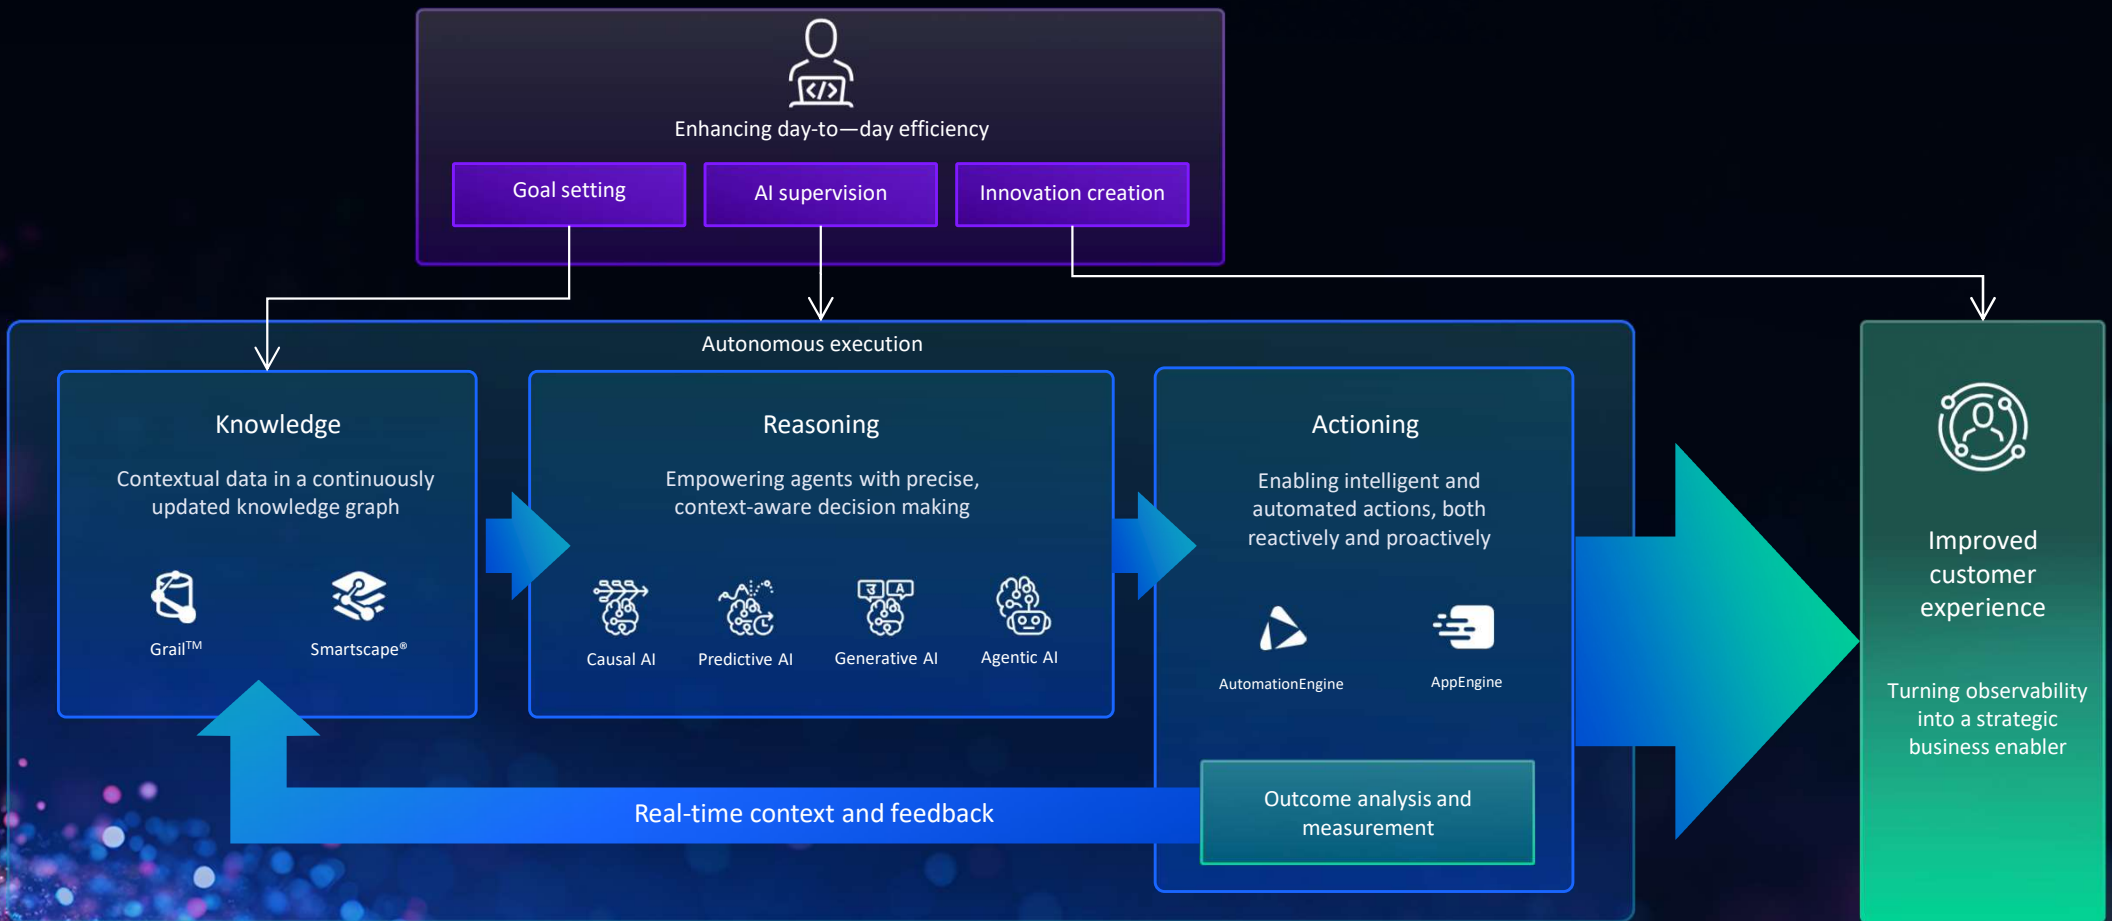 </>
Enhancing day-to—day efficiency
Goal setting
AI supervision
Innovation creation
Autonomous execution
Knowledge
Contextual data in a continuously
updated knowledge graph
Grail™
Smartscape®
Reasoning
Empowering agents with precise,
context-aware decision making
Causal AI
Predictive AI
Generative AI
Agentic AI
Actioning
Enabling intelligent and
automated actions, both
reactively and proactively
AutomationEngine
AppEngine
Outcome analysis and
measurement
Real-time context and feedback
Improved
customer
experience
Turning observability
into a strategic
business enabler